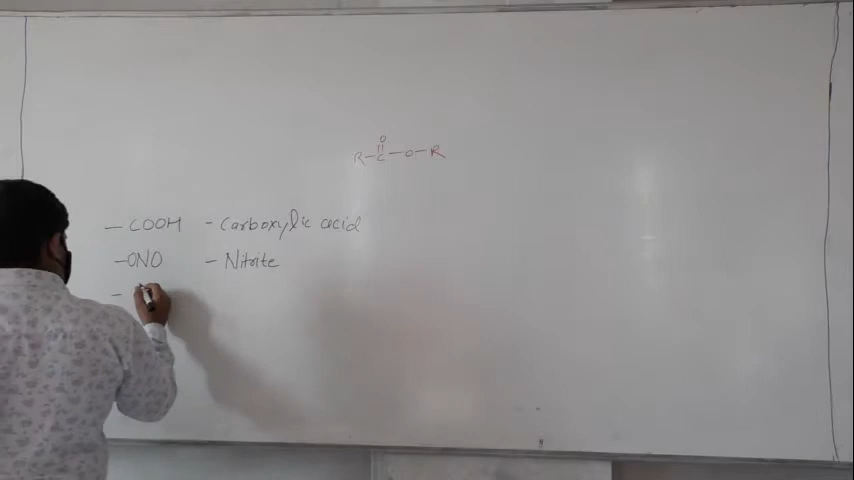 O
||
R-C-O-R
- COOH - Carboxylic acid
-ONO - Nitrite
-